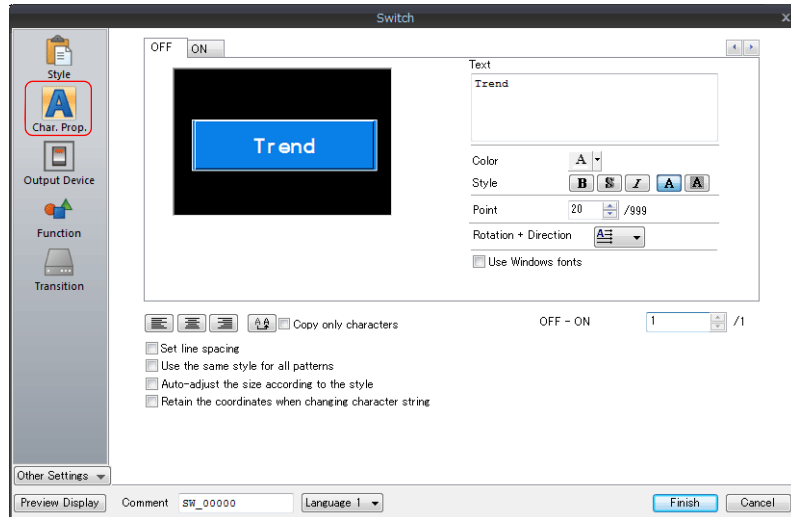 Switch
Style
Char. Prop.
Output Device
Function
Transition
Other Settings
OFF ON
Trend
Text
Trend
Color A
Style B S I A A
Point 20 /999
Rotation + Direction A
Use Windows fonts
Copy only characters
OFF - ON 1 /1
Set line spacing
Use the same style for all patterns
Auto-adjust the size according to the style
Retain the coordinates when changing character string
Preview Display Comment SW_00000 Language 1 Finish Cancel